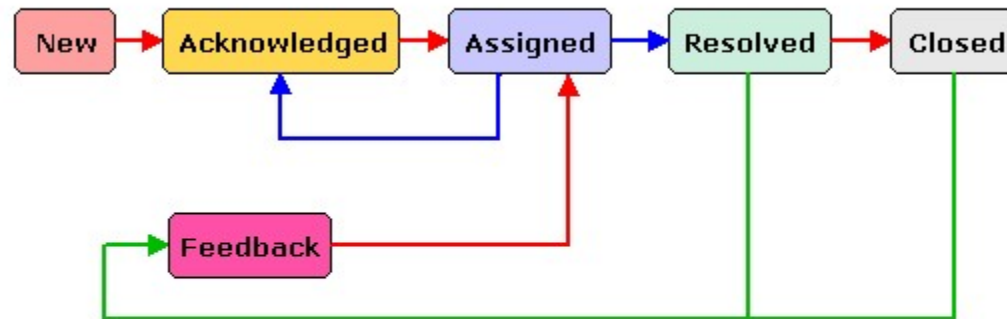 New
Acknowledged
Assigned
Resolved
Closed
Feedback